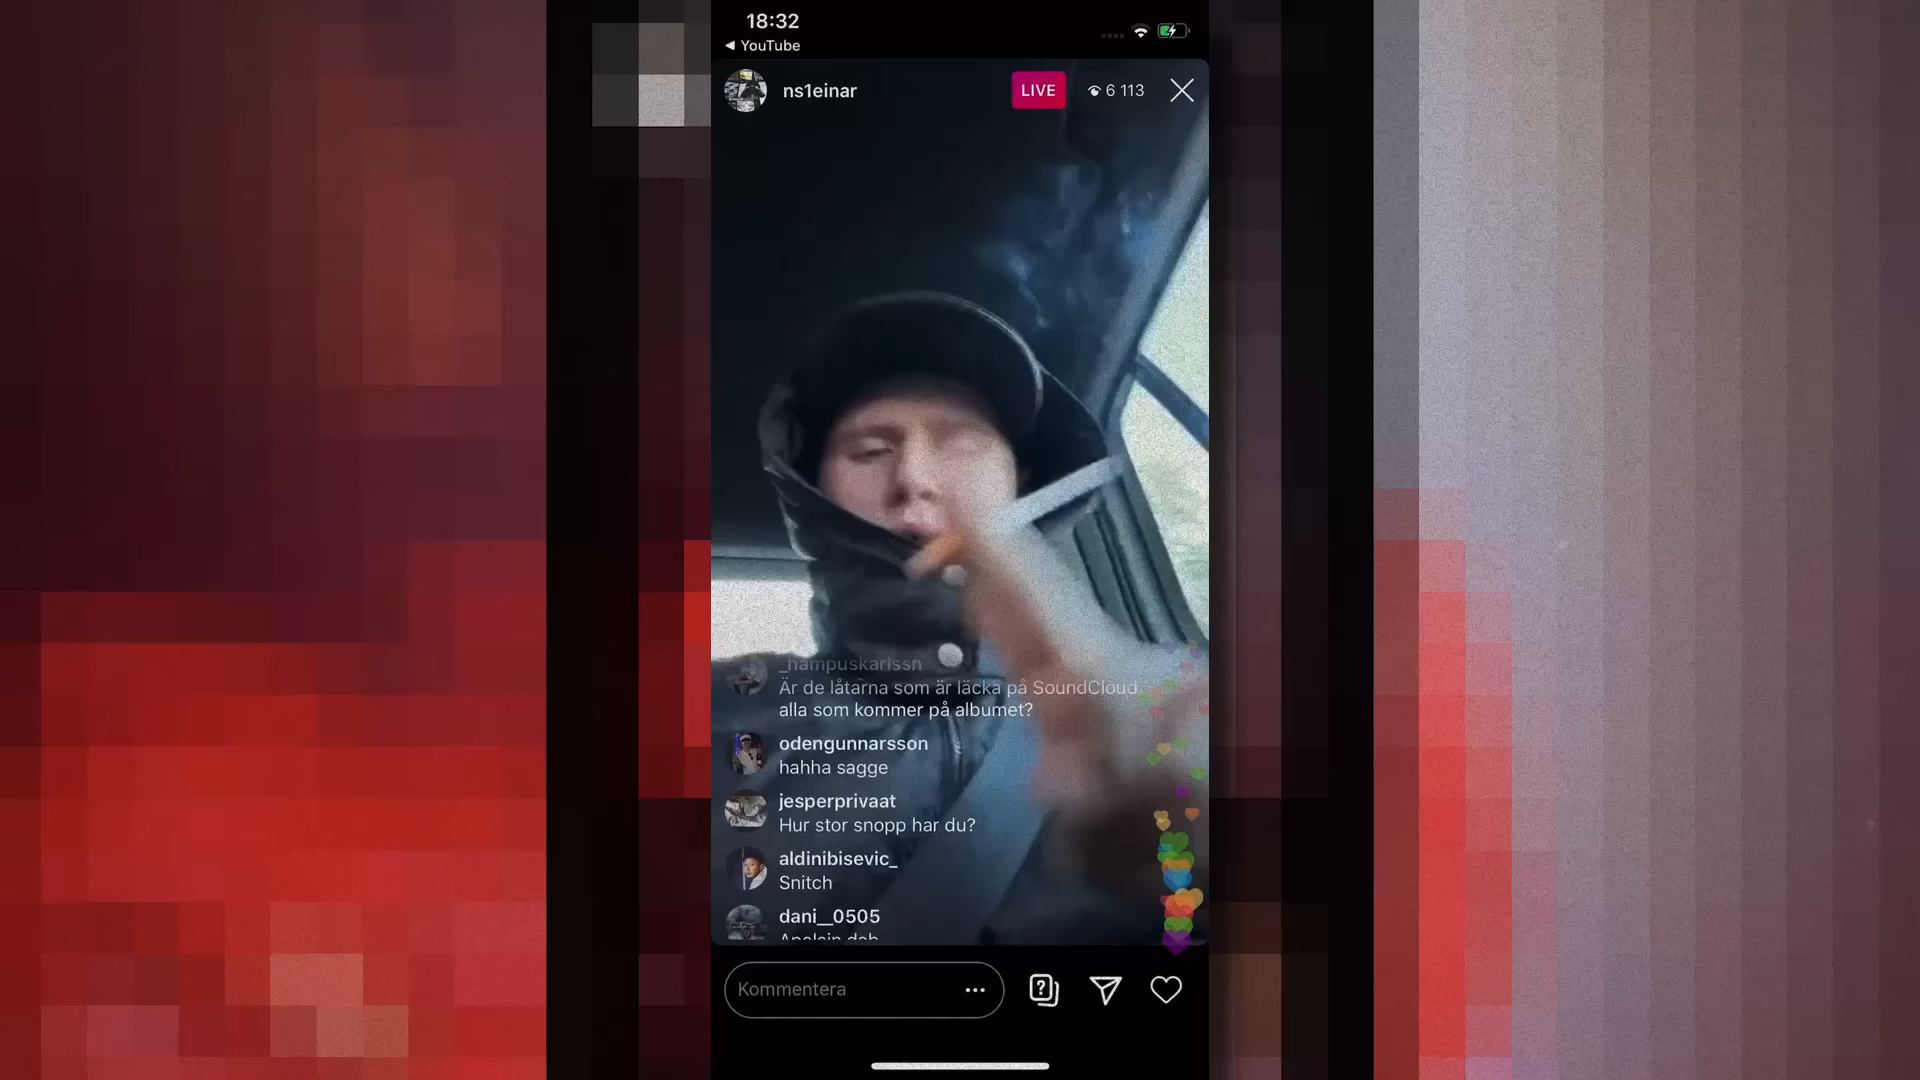 18:32
◀ YouTube
ns1einar
LIVE
6 113
_hampuskarlssn
Är de låtarna som är läcka på SoundCloud
alla som kommer på albumet?
odengunnarsson
hahha sagge
jesperprivaat
Hur stor snopp har du?
aldinibisevic_
Snitch
dani__0505
Kommentera